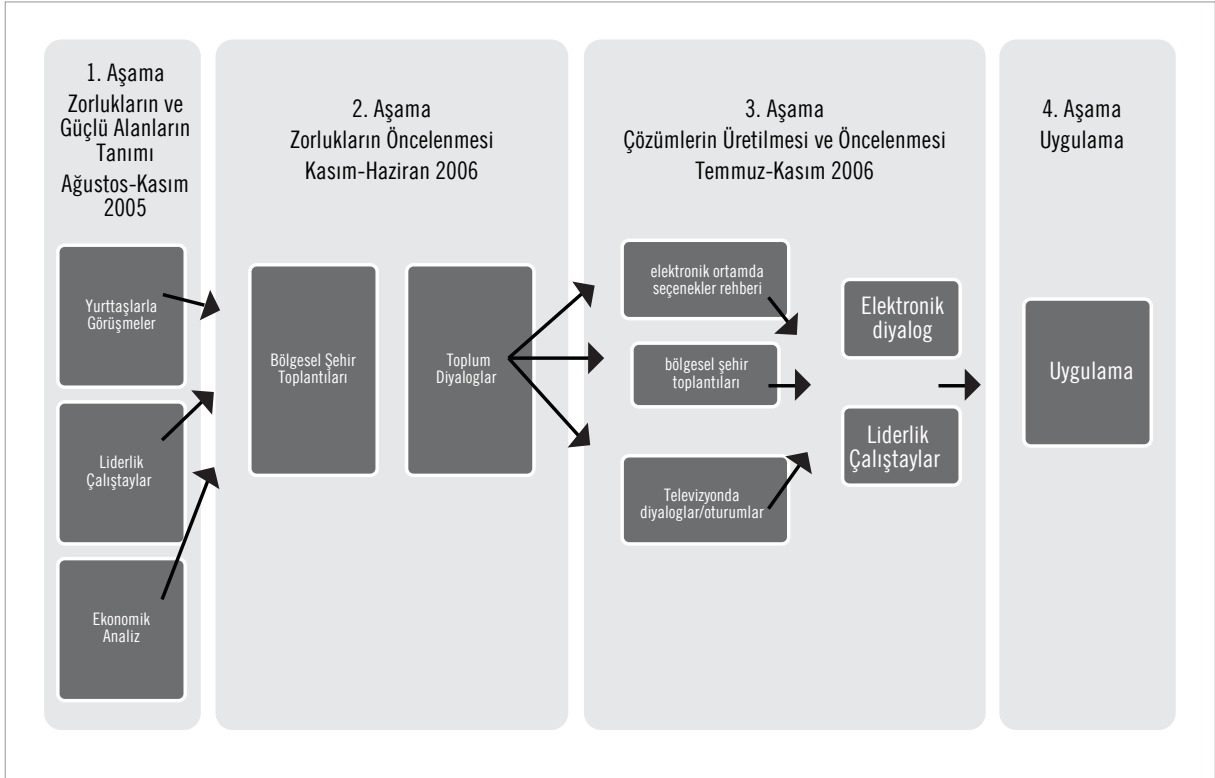 1. Aşama
Zorlukların ve
Güçlü Alanların
Tanımı
Ağustos-Kasım
2005
Yurttaşlarla
Görüşmeler
Liderlik
Çalıştaylar
Ekonomik
Analiz
2. Aşama
Zorlukların Öncelenmesi
Kasım-Haziran 2006
Bölgesel Şehir
Toplantıları
Toplum
Diyaloglar
3. Aşama
Çözümlerin Üretilmesi ve Öncelenmesi
Temmuz-Kasım 2006
elektronik ortamda
seçenekler rehberi
bölgesel şehir
toplantıları
Televizyonda
diyaloglar/oturumlar
Elektronik
diyalog
Liderlik
Çalıştaylar
4. Aşama
Uygulama
Uygulama